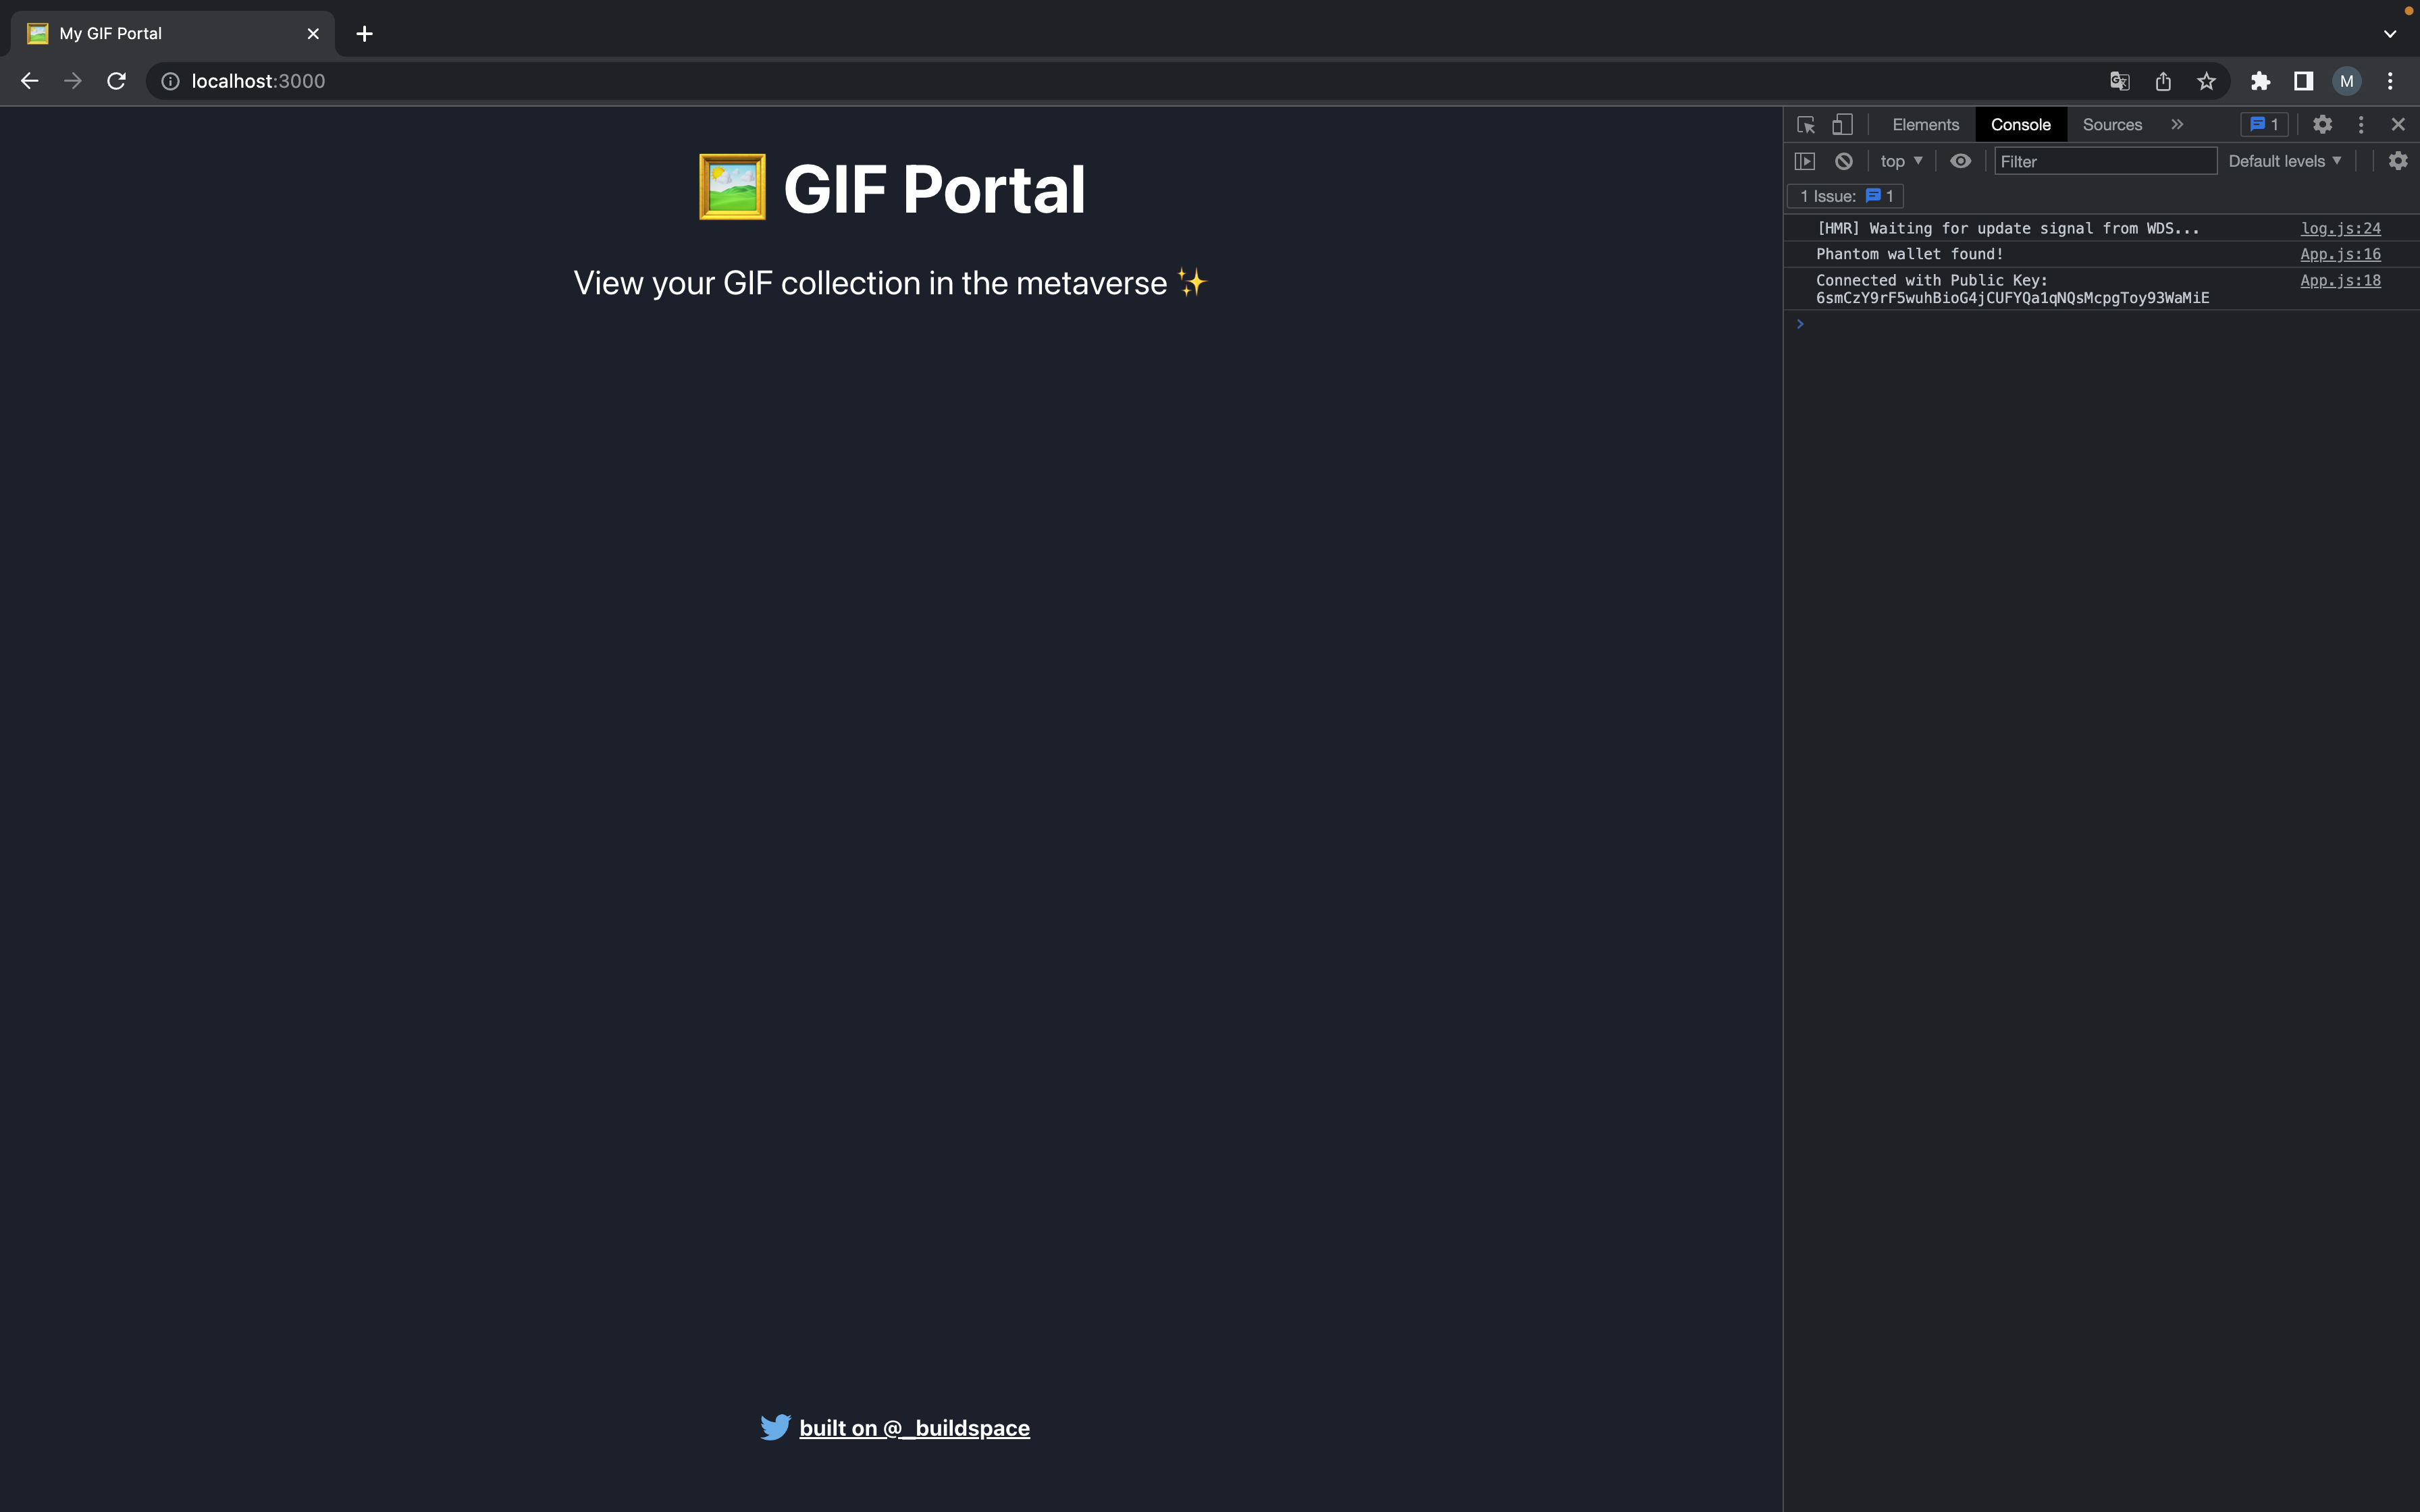 My GIF Portal
localhost:3000
M
GIF Portal
View your GIF collection in the metaverse ✨
built on @_buildspace
Elements Console Sources 1
top Filter Default levels
1 Issue: 1
[HMR] Waiting for update signal from WDS... log.js:24
Phantom wallet found! App.js:16
Connected with Public Key: App.js:18
6smCzY9rF5wuhBioG4jCUFYQa1qNQsMcpgToy93WaMiE